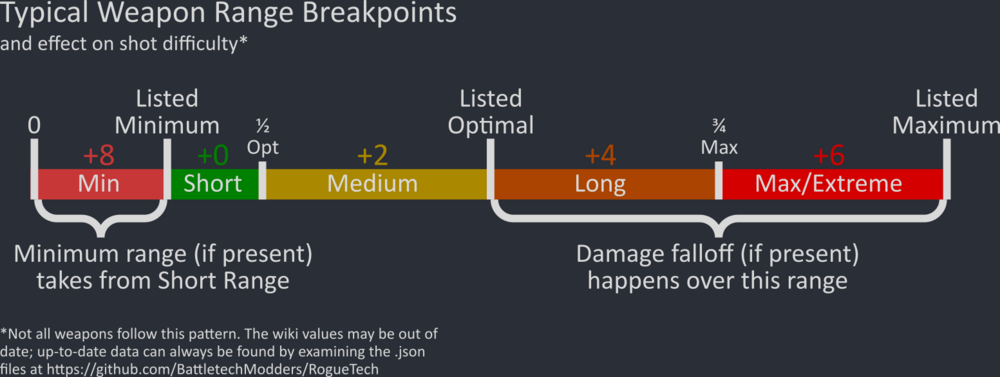 Typical Weapon Range Breakpoints
and effect on shot difficulty*
0
Listed
Minimum
½
Opt
Listed
Optimal
¾
Max
Listed
Maximum
+8
+0
+2
+4
+6
Min
Short
Medium
Long
Max/Extreme
Minimum range (if present)
takes from Short Range
Damage falloff (if present)
happens over this range
*Not all weapons follow this pattern. The wiki values may be out of
date; up-to-date data can always be found by examining the .json
files at https://github.com/BattletechModders/RogueTech